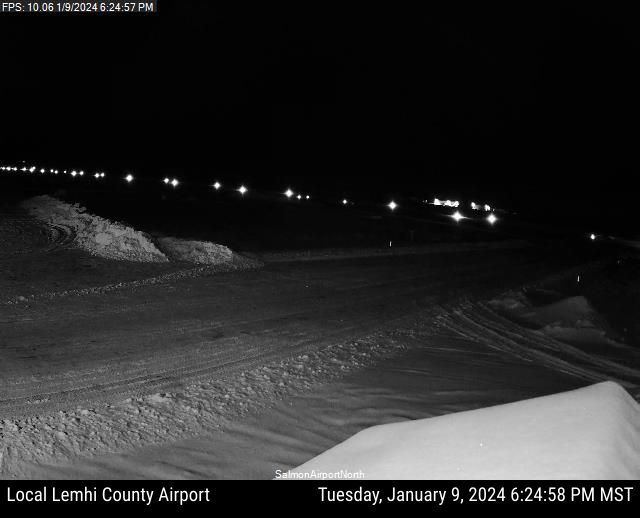 FPS: 10.06 1/9/2024 6:24:57 PM
SalmonAirportNorth
Local Lemhi County Airport Tuesday, January 9, 2024 6:24:58 PM MST